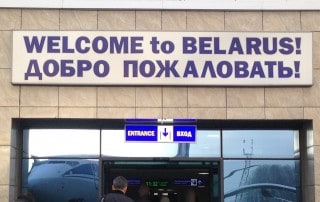 WELCOME to BELARUS!
ДОБРО ПОЖАЛОВАТЬ!
ENTRANCE ВХОД